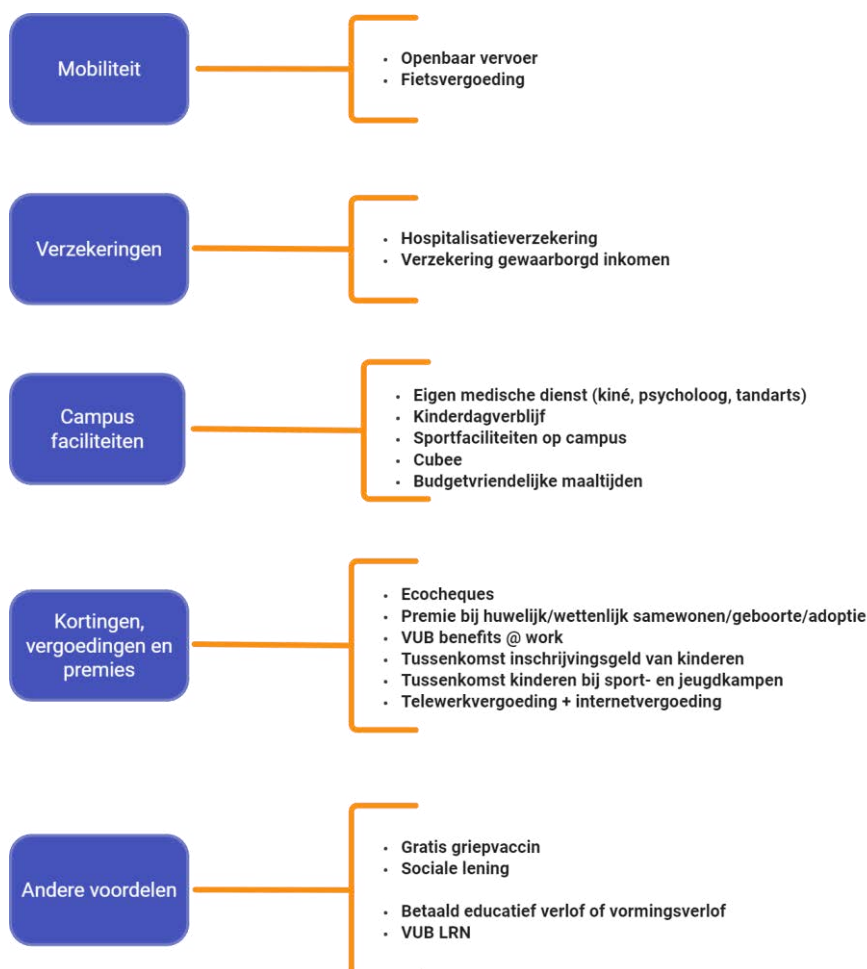 Mobiliteit
• Openbaar vervoer
• Fietsvergoeding
Verzekeringen
• Hospitalisatieverzekering
• Verzekering gewaarborgd inkomen
Campus
faciliteiten
• Eigen medische dienst (kiné, psycholoog, tandarts)
• Kinderdagverblijf
• Sportfaciliteiten op campus
• Cubee
• Budgetvriendelijke maaltijden
Kortingen,
vergoedingen en
premies
• Ecocheques
• Premie bij huwelijk/wettenlijk samewonen/geboorte/adoptie
• VUB benefits @ work
• Tussenkomst inschrijvingsgeld van kinderen
• Tussenkomst kinderen bij sport- en jeugdkampen
• Telewerkvergoeding + internetvergoeding
Andere voordelen
• Gratis griepvaccin
• Sociale lening
• Betaald educatief verlof of vormingsverlof
• VUB LRN